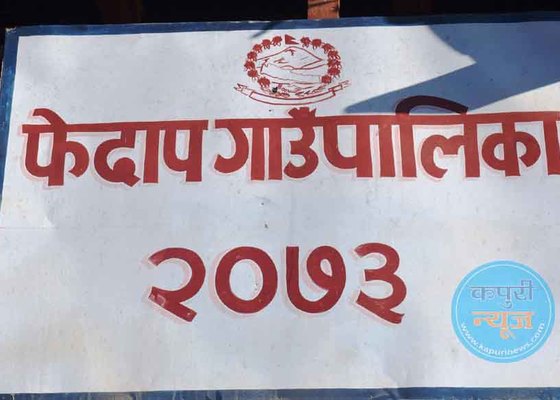 फेदाप गाउँपालिका
२०७३
कपुरी
न्यूज
www.kapurinews.com